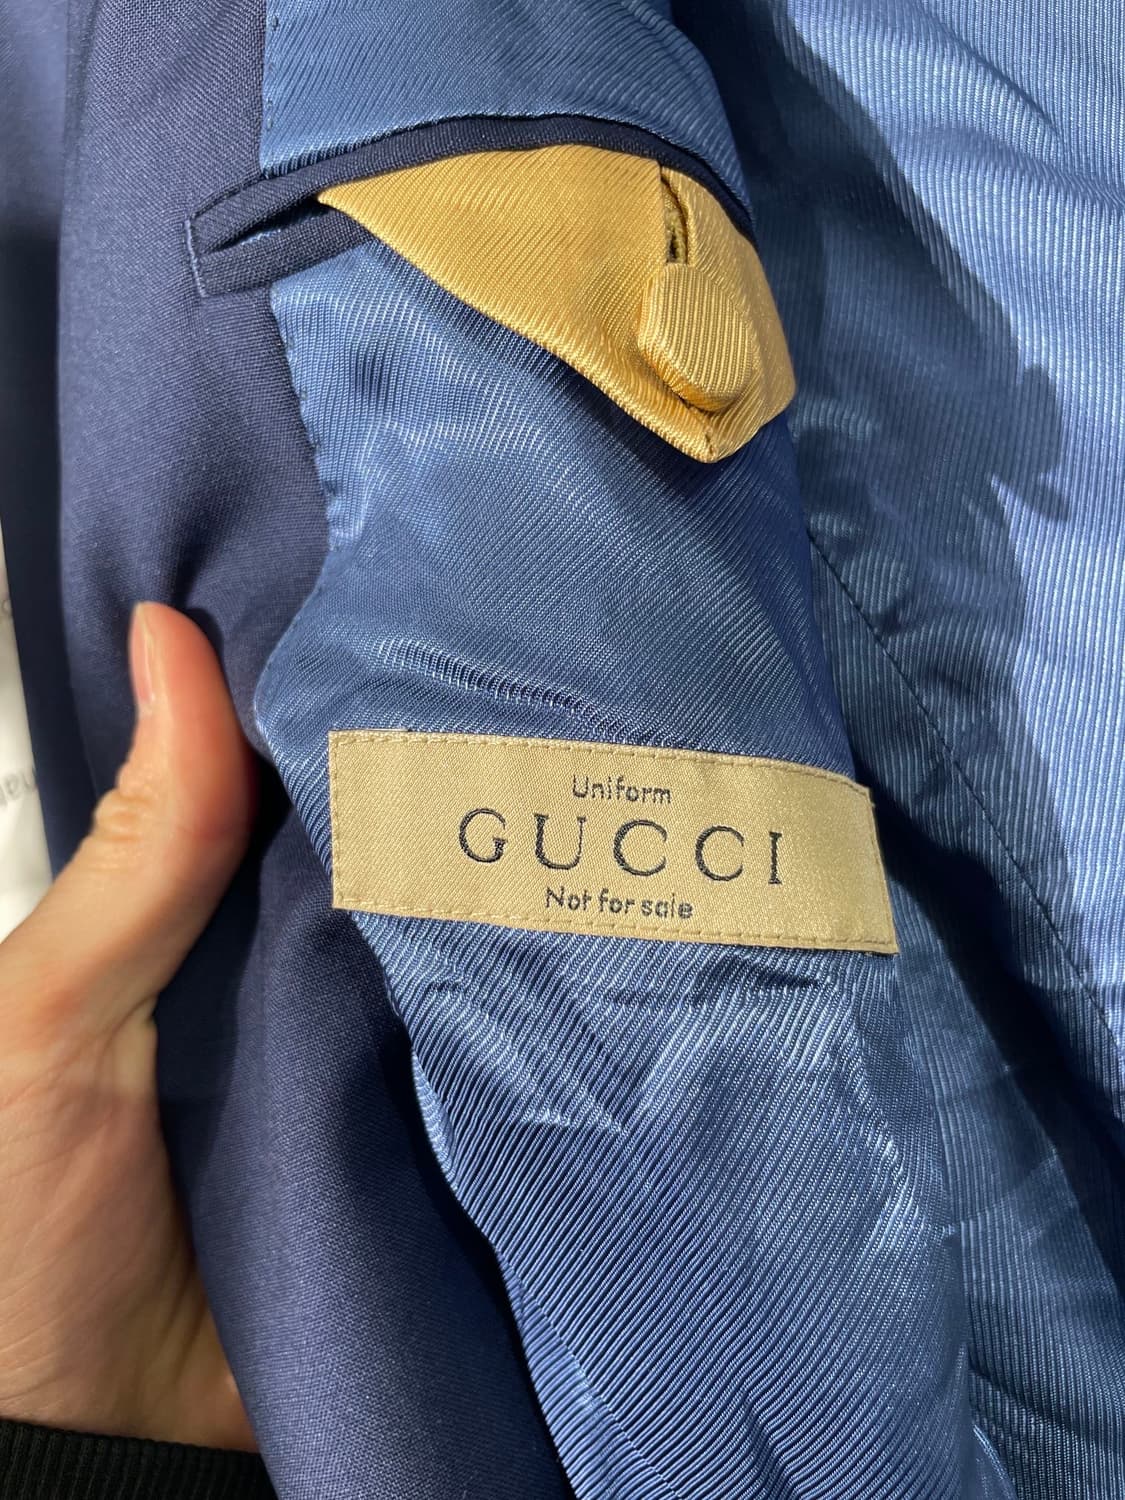 Uniform
GUCCI
Not for sale